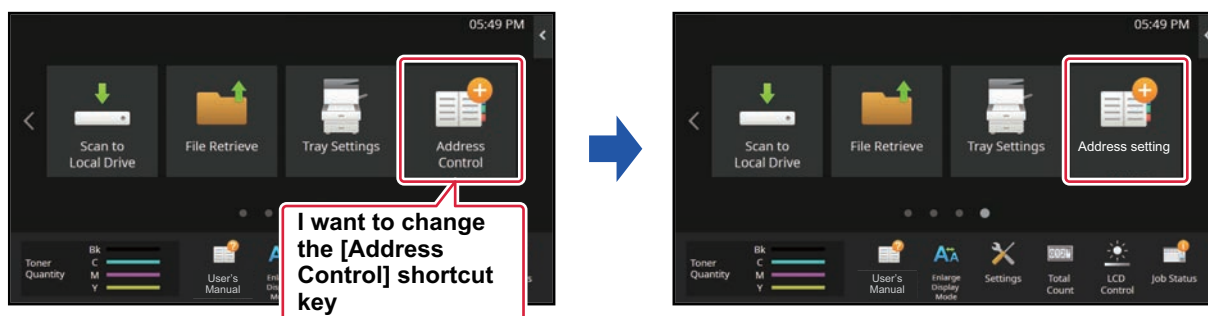 05:49 PM
Scan to
Local Drive
File Retrieve
Tray Settings
Address
Control
I want to change
the [Address
Control] shortcut
key
Toner
Quantity
Bk
C
M
Y
User's
Manual
05:49 PM
Scan to
Local Drive
File Retrieve
Tray Settings
Address setting
Toner
Quantity
Bk
C
M
Y
User's
Manual
Enlarge
Display
Mode
Settings
Total
Count
LCD
Control
Job Status